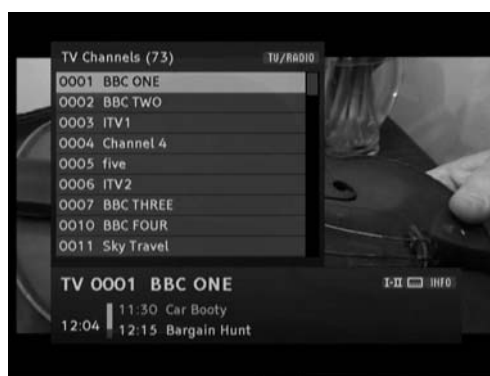 TV Channels (73) TV/RADIO
0001 BBC ONE
0002 BBC TWO
0003 ITV1
0004 Channel 4
0005 five
0006 ITV2
0007 BBC THREE
0010 BBC FOUR
0011 Sky Travel
TV 0001 BBC ONE I-II INFO
11:30 Car Booty
12:04 12:15 Bargain Hunt